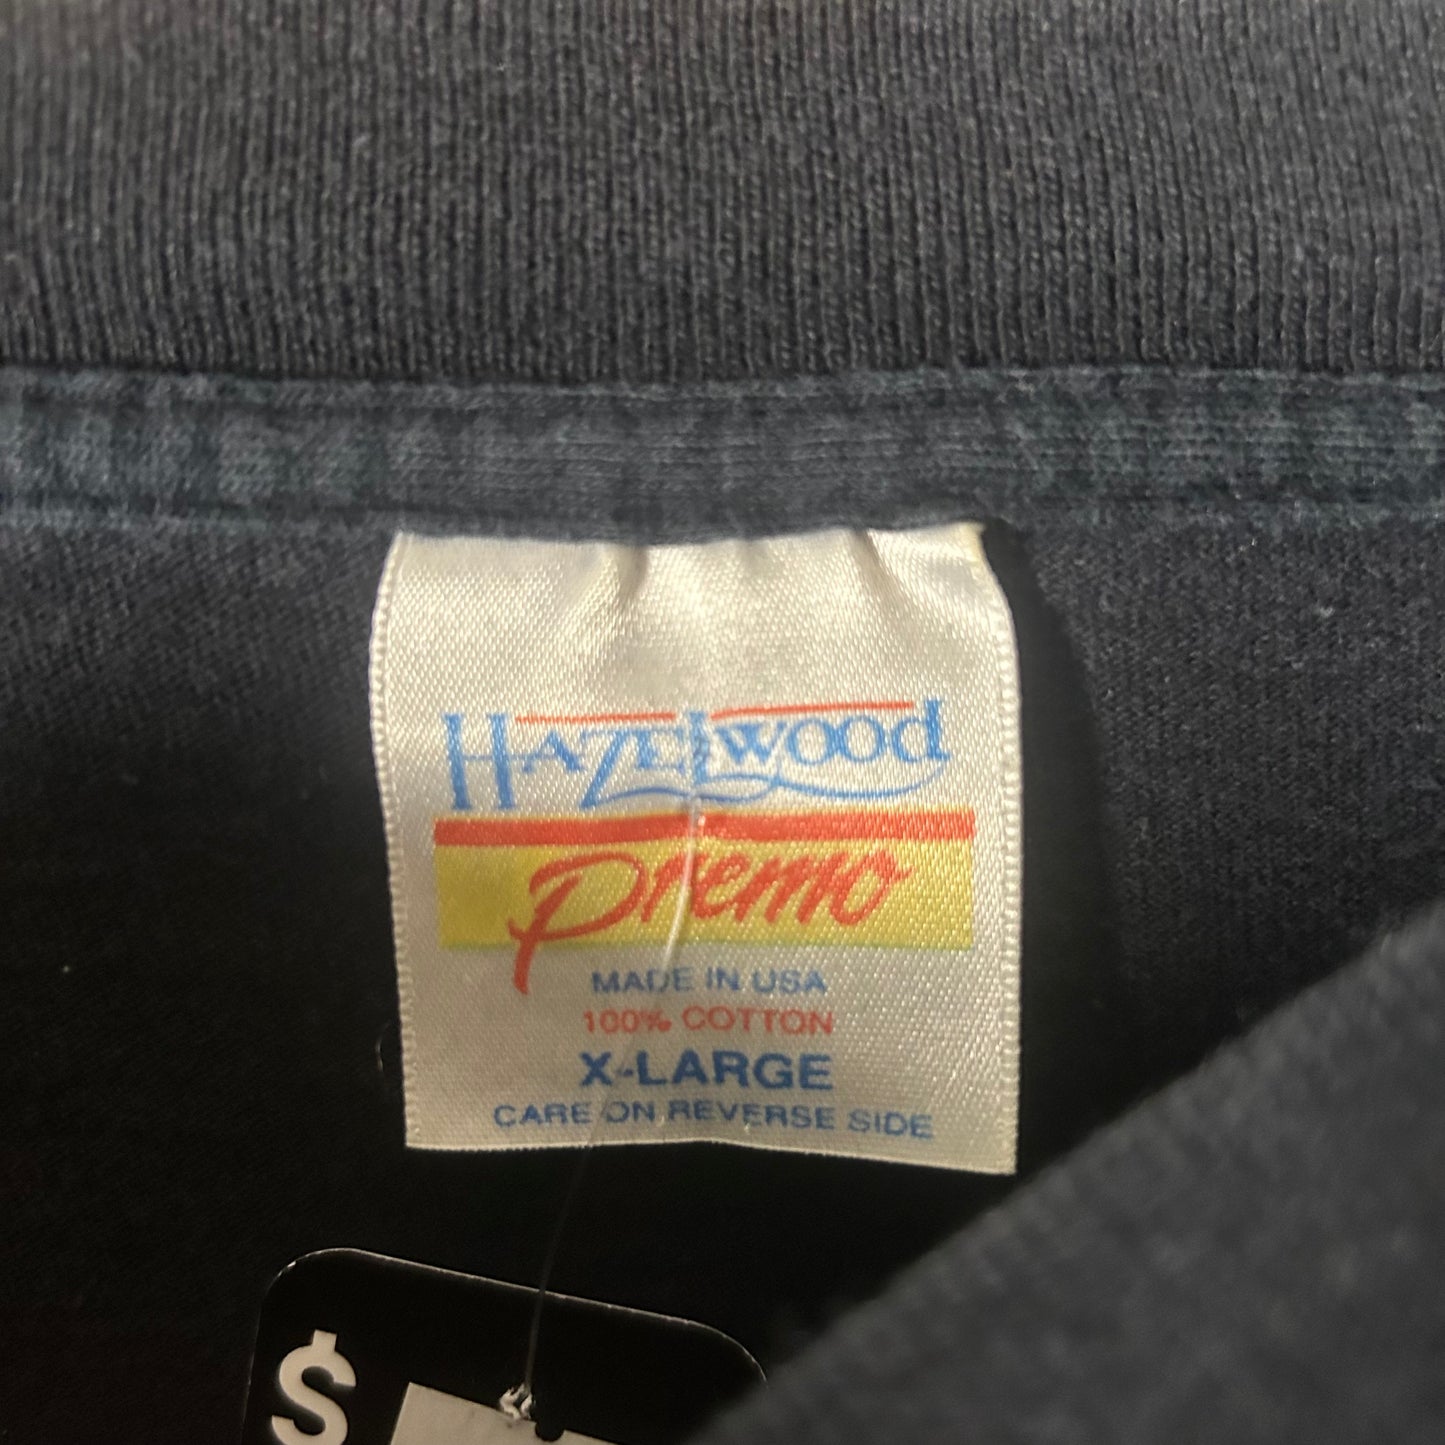 Hazelwood
Premo
MADE IN USA
100% COTTON
X-LARGE
CARE ON REVERSE SIDE
$